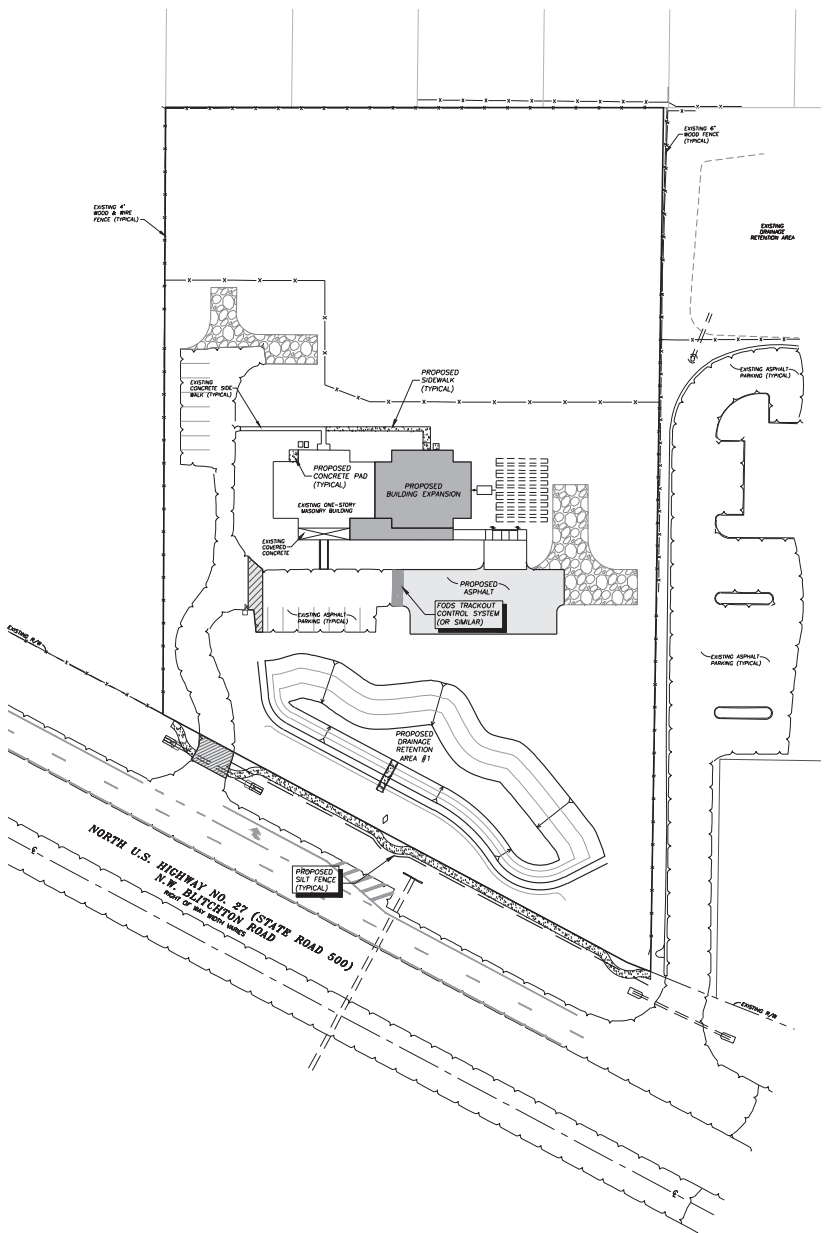 EXISTING 6'
WOOD FENCE
(TYPICAL)
EXISTING 4'
WOOD & WIRE
FENCE (TYPICAL)
EXISTING
DRAINAGE
RETENTION AREA
EXISTING ASPHALT
PARKING (TYPICAL)
PROPOSED
SIDEWALK
(TYPICAL)
EXISTING
CONCRETE SIDE
WALK (TYPICAL)
PROPOSED
CONCRETE PAD
(TYPICAL)
PROPOSED
BUILDING EXPANSION
EXISTING ONE-STORY
MASONRY BUILDING
EXISTING
COVERED
CONCRETE
PROPOSED
ASPHALT
FODS TRACKOUT
CONTROL SYSTEM
(OR SIMILAR)
EXISTING ASPHALT
PARKING (TYPICAL)
EXISTING R/W
EXISTING ASPHALT
PARKING (TYPICAL)
PROPOSED
DRAINAGE
RETENTION
AREA #1
NORTH U.S. HIGHWAY NO. 27 (STATE ROAD 500)
N.W. BLITCHTON ROAD
RIGHT OF WAY WIDTH VARIES
PROPOSED
SILT FENCE
(TYPICAL)
EXISTING R/W